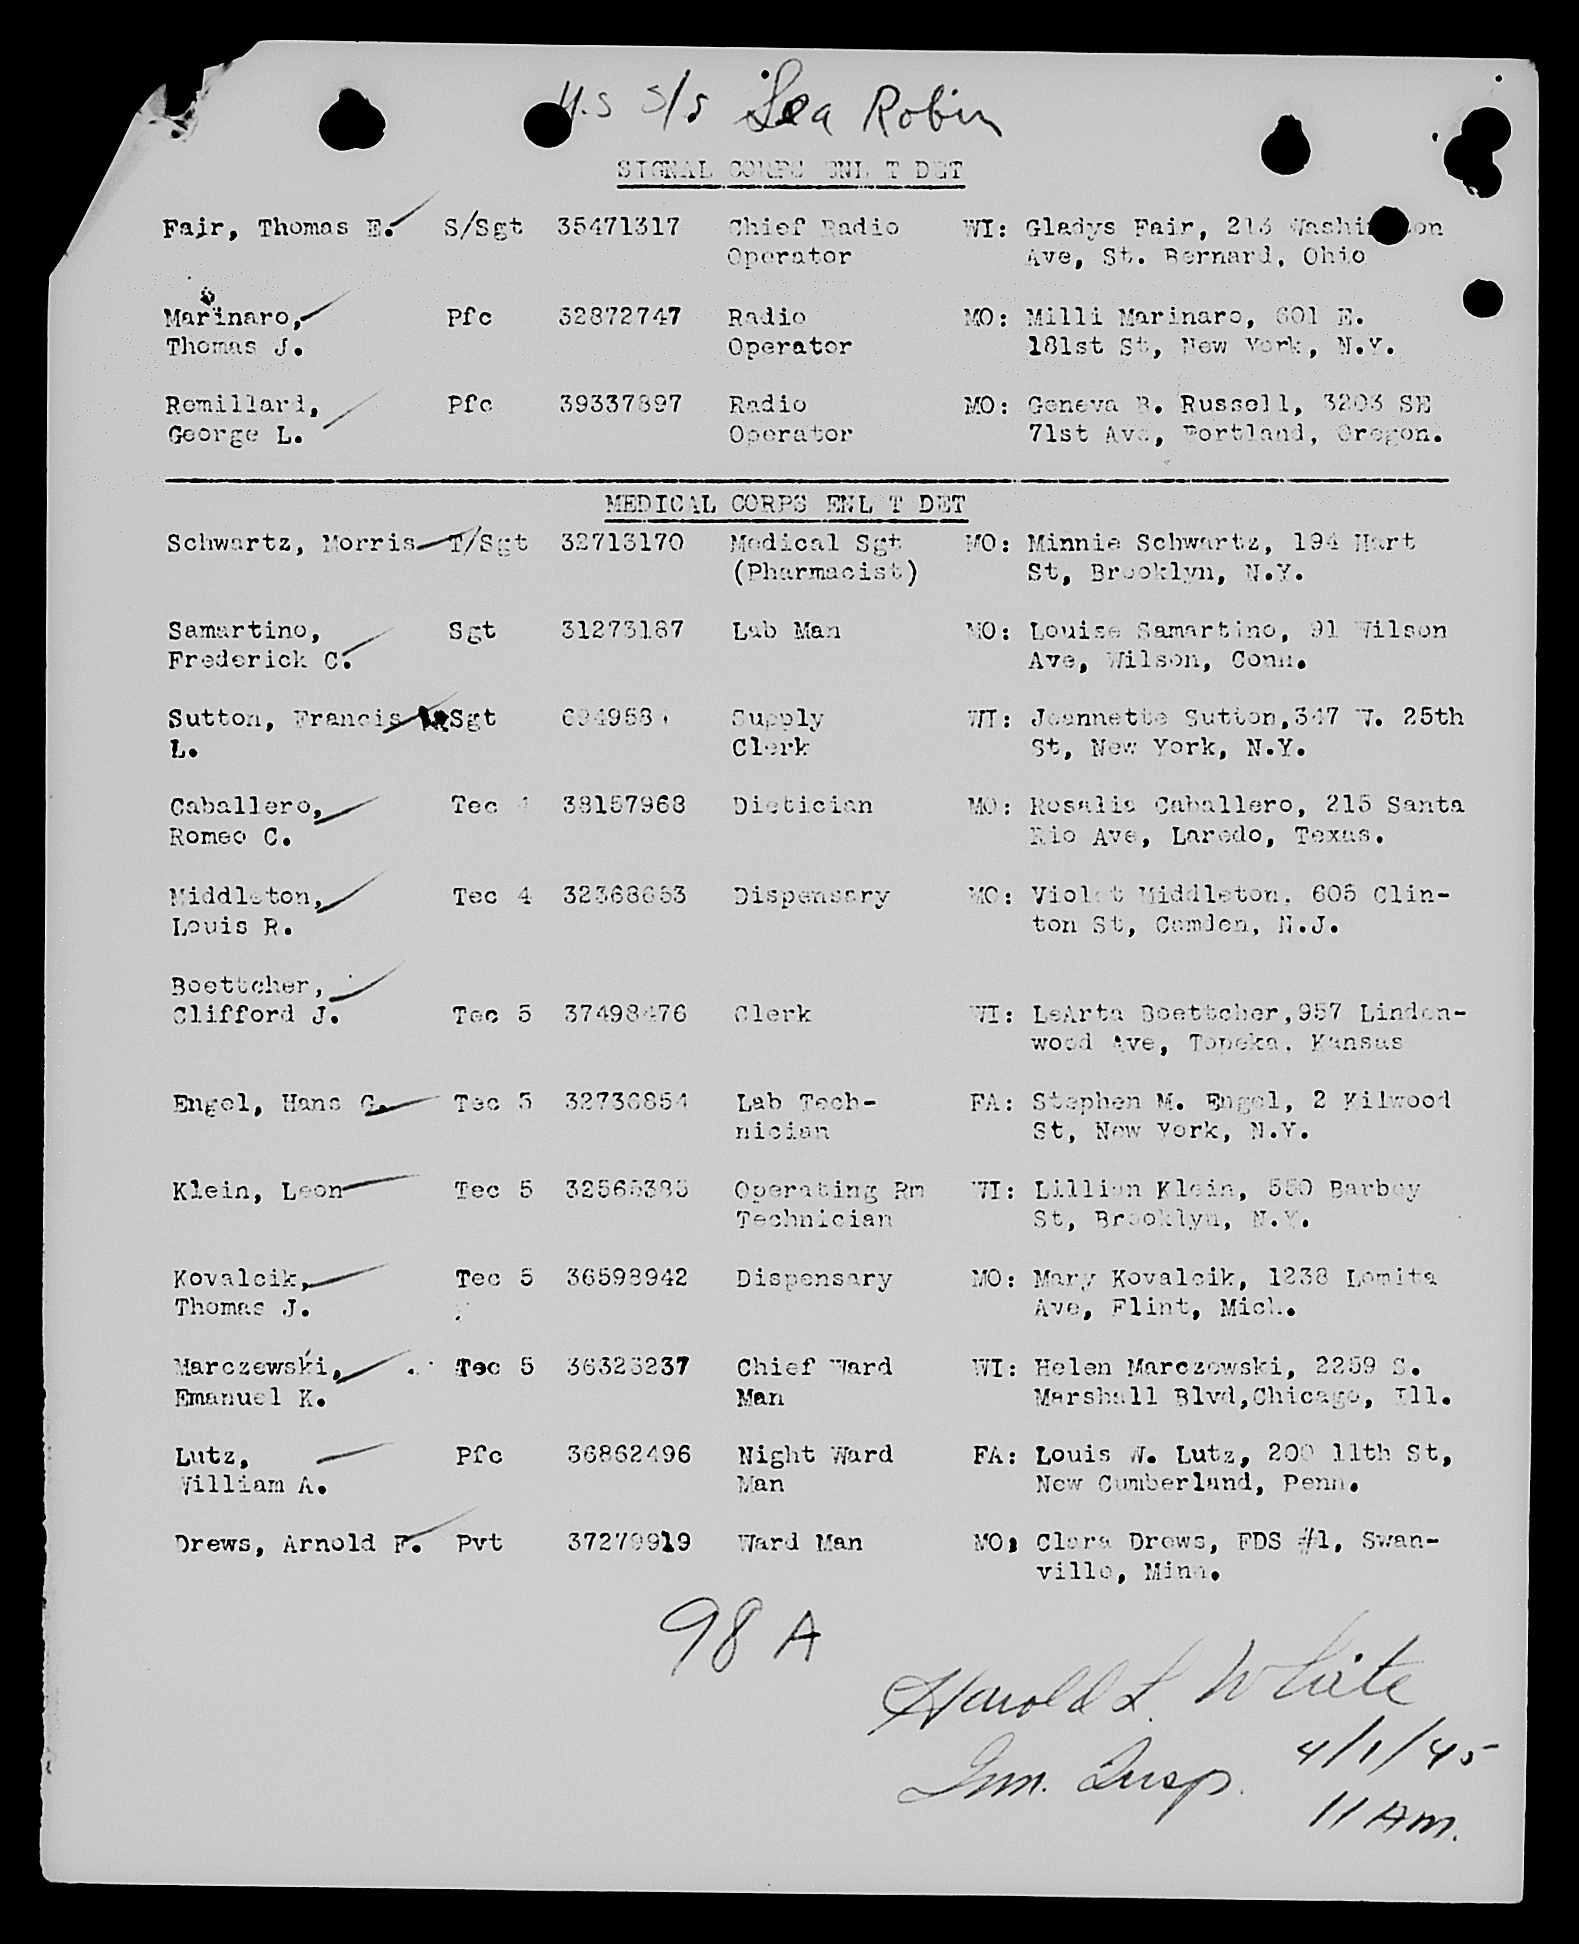 U.S S/S Sea Robin
SIGNAL CORPS ENL T DET
Fair, Thomas E. S/Sgt 35471317 Chief Radio WI: Gladys Fair, 213
Operator Ave, St. Bernard, Ohio
Marinaro, Pfc 32872747 Radio MO: Milli Marinaro, 601 E.
Thomas J. Operator 181st St, New York, N.Y.
Remillard, Pfc 39337897 Radio MO: Geneva B. Russell, 3203 SE
George L. Operator 71st Ave, Portland, Oregon.
MEDICAL CORPS ENL T DET
Schwartz, Morris T/Sgt 32713170 Medical Sgt MO: Minnie Schwartz, 194 Hart
(Pharmacist) St, Brooklyn, N.Y.
Samartino, Sgt 31273187 Lab Man MO: Louise Samartino, 91 Wilson
Frederick C. Ave, Wilson, Conn.
Sutton, Francis Sgt Supply WI: Jeannette Sutton,347 W. 25th
L. Clerk St, New York, N.Y.
Caballero, Tec 4 38157968 Dietician MO: Rosalia Caballero, 215 Santa
Romeo C. Rio Ave, Laredo, Texas.
Middleton, Tec 4 32368653 Dispensary MO: Violet Middleton, 605 Clin-
Louis R. ton St, Camden, N.J.
Boettcher,
Clifford J. Tec 5 37498476 Clerk WI: LeArta Boettcher,957 Linden-
wood Ave, Topeka, Kansas
Engel, Hans G. Tec 5 32736854 Lab Tech- FA: Stephen M. Engel, 2 Kilwood
nician St, New York, N.Y.
Klein, Leon Tec 5 32565385 Operating Rm WI: Lillian Klein, 550 Barbey
Technician St, Brooklyn, N.Y.
Kovalcik, Tec 5 36598942 Dispensary MO: Mary Kovalcik, 1238 Lomita
Thomas J. Ave, Flint, Mich.
Marczewski, Tec 5 36323237 Chief Ward WI: Helen Marczewski, 2259 S.
Emanuel K. Man Marshall Blvd,Chicago, Ill.
Lutz, Pfc 36862496 Night Ward FA: Louis W. Lutz, 200 11th St,
William A. Man New Cumberland, Penn.
Drews, Arnold F. Pvt 37279919 Ward Man MO: Clara Drews, FDS #1, Swan-
ville, Minn.
98 A
Harold L. White
Imm. Insp. 4/1/45
11 AM.